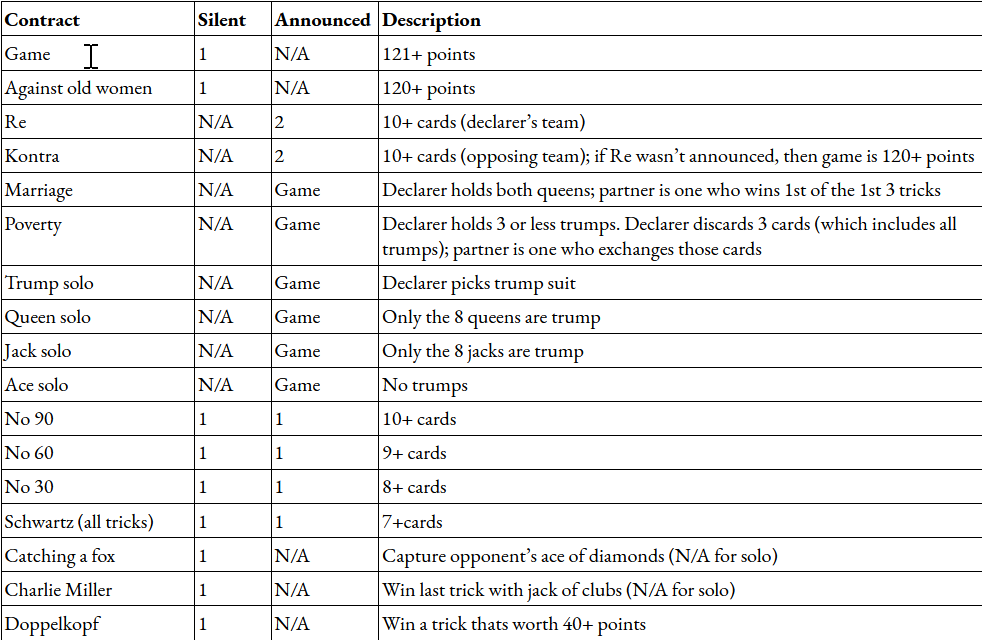 Contract Silent Announced Description
Game 1 N/A 121+ points
Against old women 1 N/A 120+ points
Re N/A 2 10+ cards (declarer’s team)
Kontra N/A 2 10+ cards (opposing team); if Re wasn’t announced, then game is 120+ points
Marriage N/A Game Declarer holds both queens; partner is one who wins 1st of the 1st 3 tricks
Poverty N/A Game Declarer holds 3 or less trumps. Declarer discards 3 cards (which includes all
trumps); partner is one who exchanges those cards
Trump solo N/A Game Declarer picks trump suit
Queen solo N/A Game Only the 8 queens are trump
Jack solo N/A Game Only the 8 jacks are trump
Ace solo N/A Game No trumps
No 90 1 1 10+ cards
No 60 1 1 9+ cards
No 30 1 1 8+ cards
Schwartz (all tricks) 1 1 7+cards
Catching a fox 1 N/A Capture opponent’s ace of diamonds (N/A for solo)
Charlie Miller 1 N/A Win last trick with jack of clubs (N/A for solo)
Doppelkopf 1 N/A Win a trick thats worth 40+ points